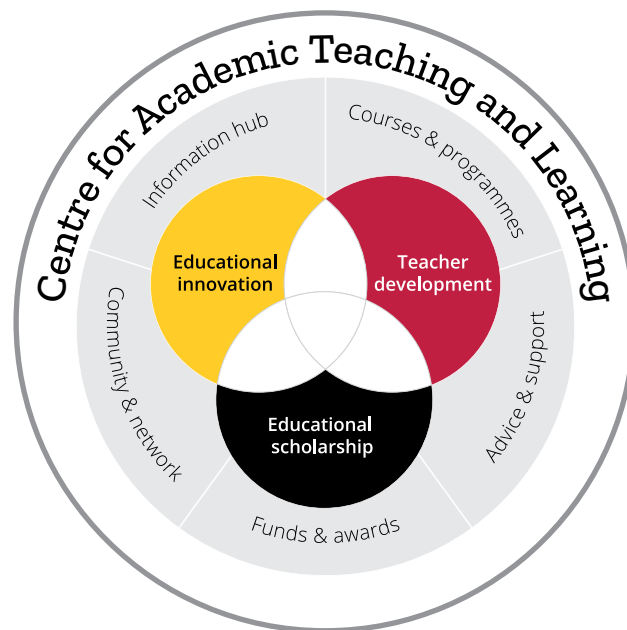 Centre for Academic Teaching and Learning
Information hub
Courses & programmes
Educational
innovation
Teacher
development
Community & network
Advice & support
Educational
scholarship
Funds & awards